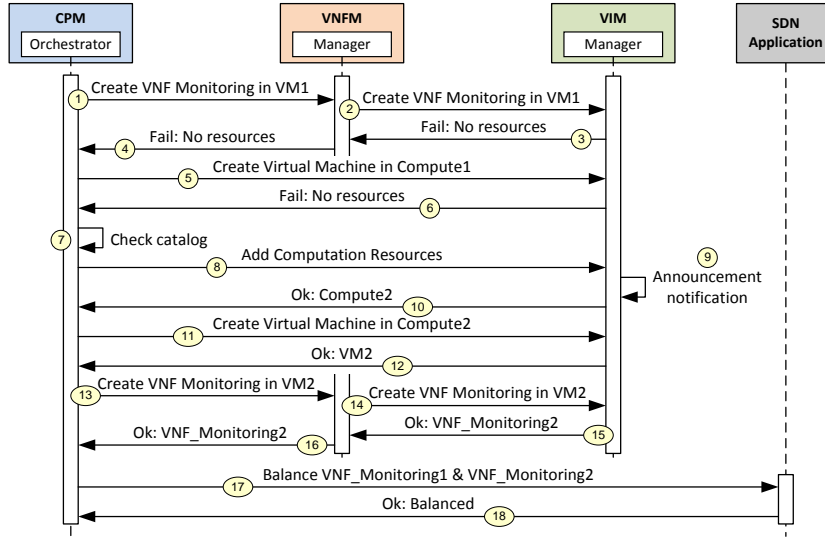 CPM
Orchestrator
VNFM
Manager
VIM
Manager
SDN
Application
1
Create VNF Monitoring in VM1
2
Create VNF Monitoring in VM1
3
Fail: No resources
4
Fail: No resources
5
Create Virtual Machine in Compute1
6
Fail: No resources
7
Check catalog
8
Add Computation Resources
9
Announcement
notification
10
Ok: Compute2
11
Create Virtual Machine in Compute2
12
Ok: VM2
13
Create VNF Monitoring in VM2
14
Create VNF Monitoring in VM2
15
Ok: VNF_Monitoring2
16
Ok: VNF_Monitoring2
17
Balance VNF_Monitoring1 & VNF_Monitoring2
18
Ok: Balanced